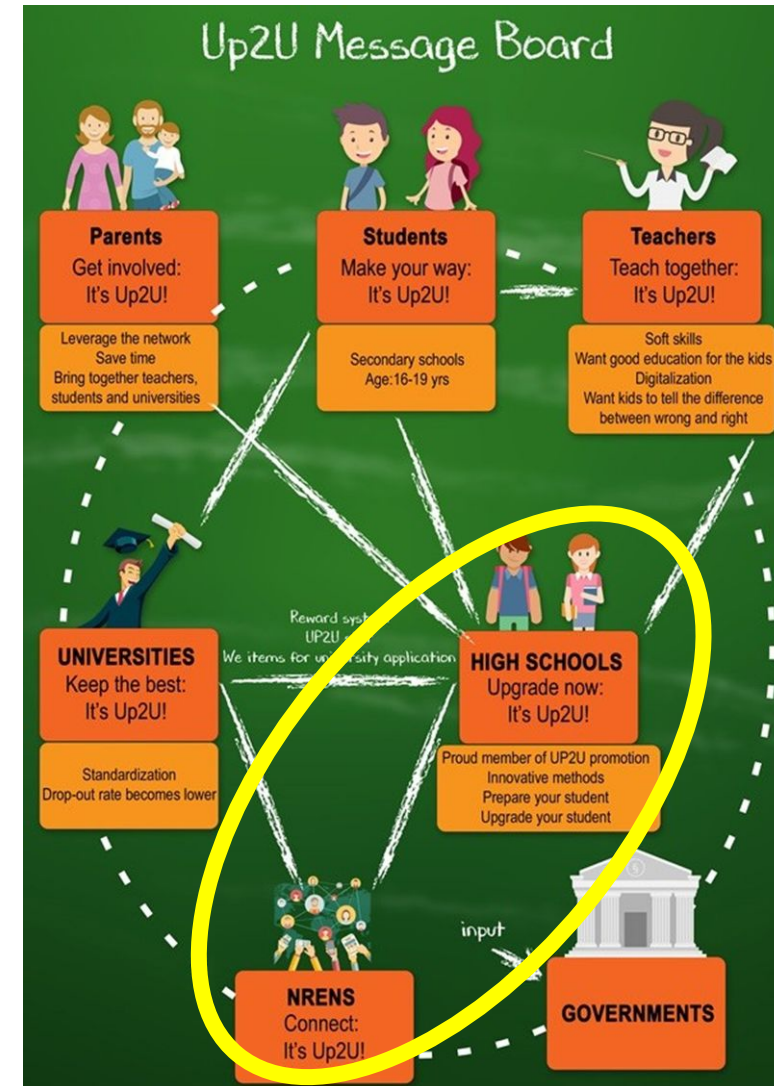 Up2U Message Board
Parents
Get involved:
It's Up2U!
Leverage the network
Save time
Bring together teachers,
students and universities
Students
Make your way:
It's Up2U!
Secondary schools
Age:16-19 yrs
Teachers
Teach together:
It's Up2U!
Soft skills
Want good education for the kids
Digitalization
Want kids to tell the difference
between wrong and right
UNIVERSITIES
Keep the best:
It's Up2U!
Standardization
Drop-out rate becomes lower
Reward
UP2U
We items for university application
HIGH SCHOOLS
Upgrade now:
It's Up2U!
Proud member of UP2U promotion
Innovative methods
Prepare your student
Upgrade your student
NRENS
Connect:
It's Up2U!
input
GOVERNMENTS